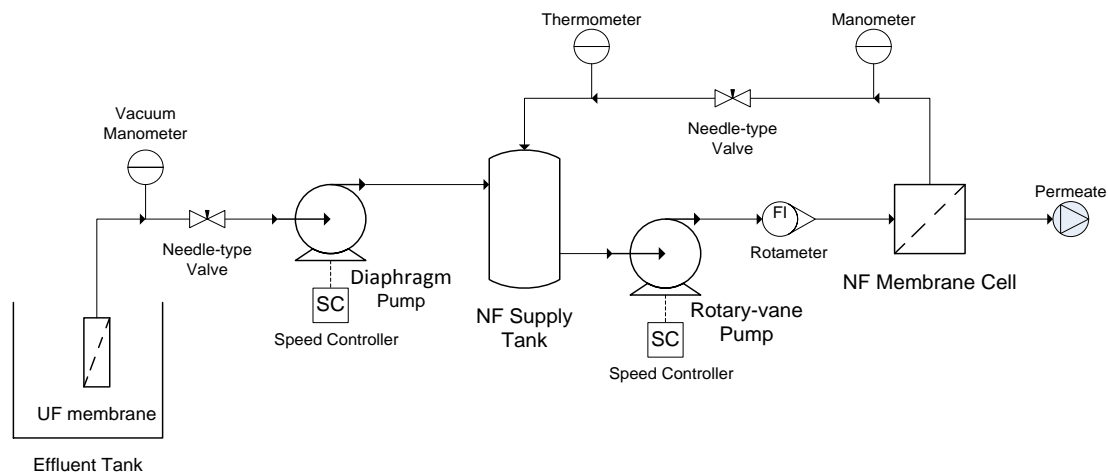 Thermometer
Manometer
Vacuum
Manometer
Needle-type
Valve
Permeate
FI
Needle-type
Valve
Rotameter
NF Membrane Cell
Diaphragm
Pump
SC
NF Supply
Tank
Rotary-vane
Pump
Speed Controller
SC
Speed Controller
UF membrane
Effluent Tank